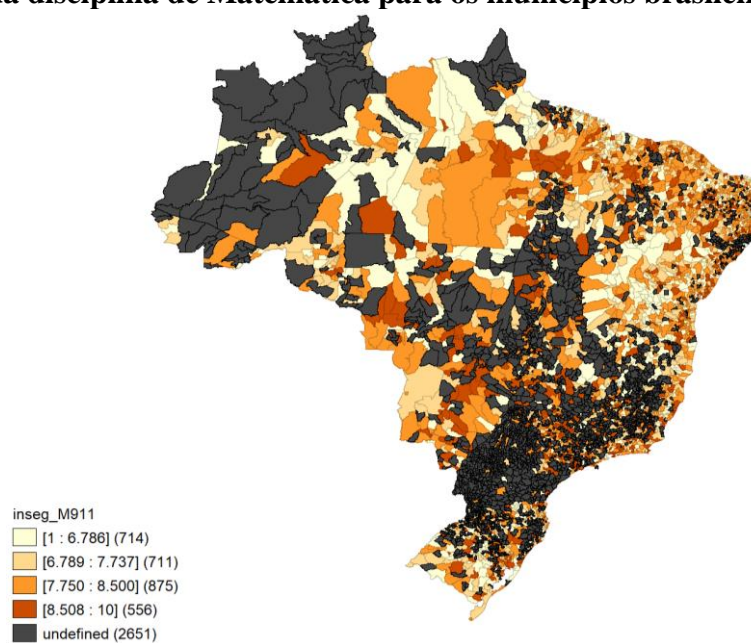 da disciplina de Matemática para os municípios
inseg_M911
[1 : 6.786] (714)
[6.789 : 7.737] (711)
[7.750 : 8.500] (875)
[8.508 : 10] (556)
undefined (2651)